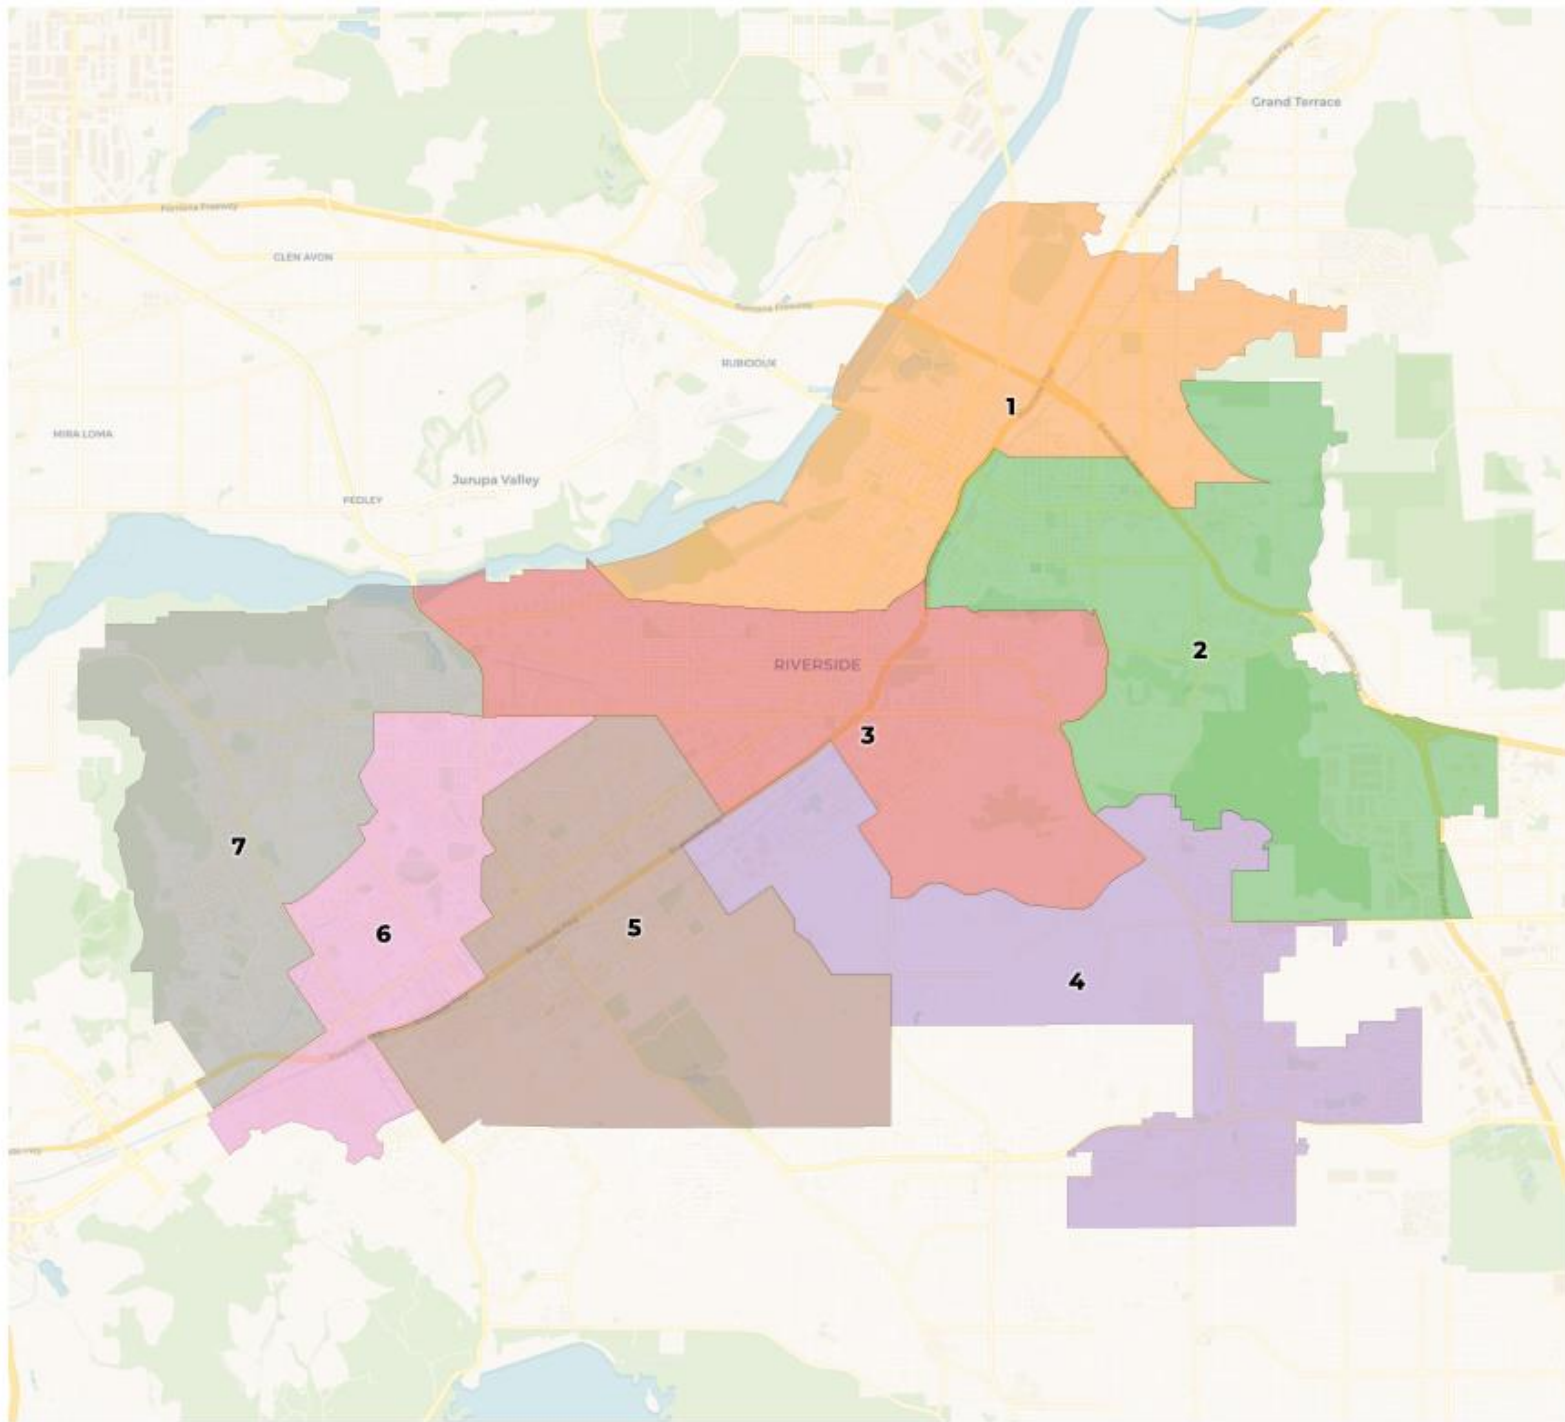 Grand Terrace
Pomona Freeway
CLEN AVON
Pomona Freeway
RUBIDOUX
1
MIRA LOMA
Jurupa Valley
PEDLEY
2
RIVERSIDE
3
7
5
6
4